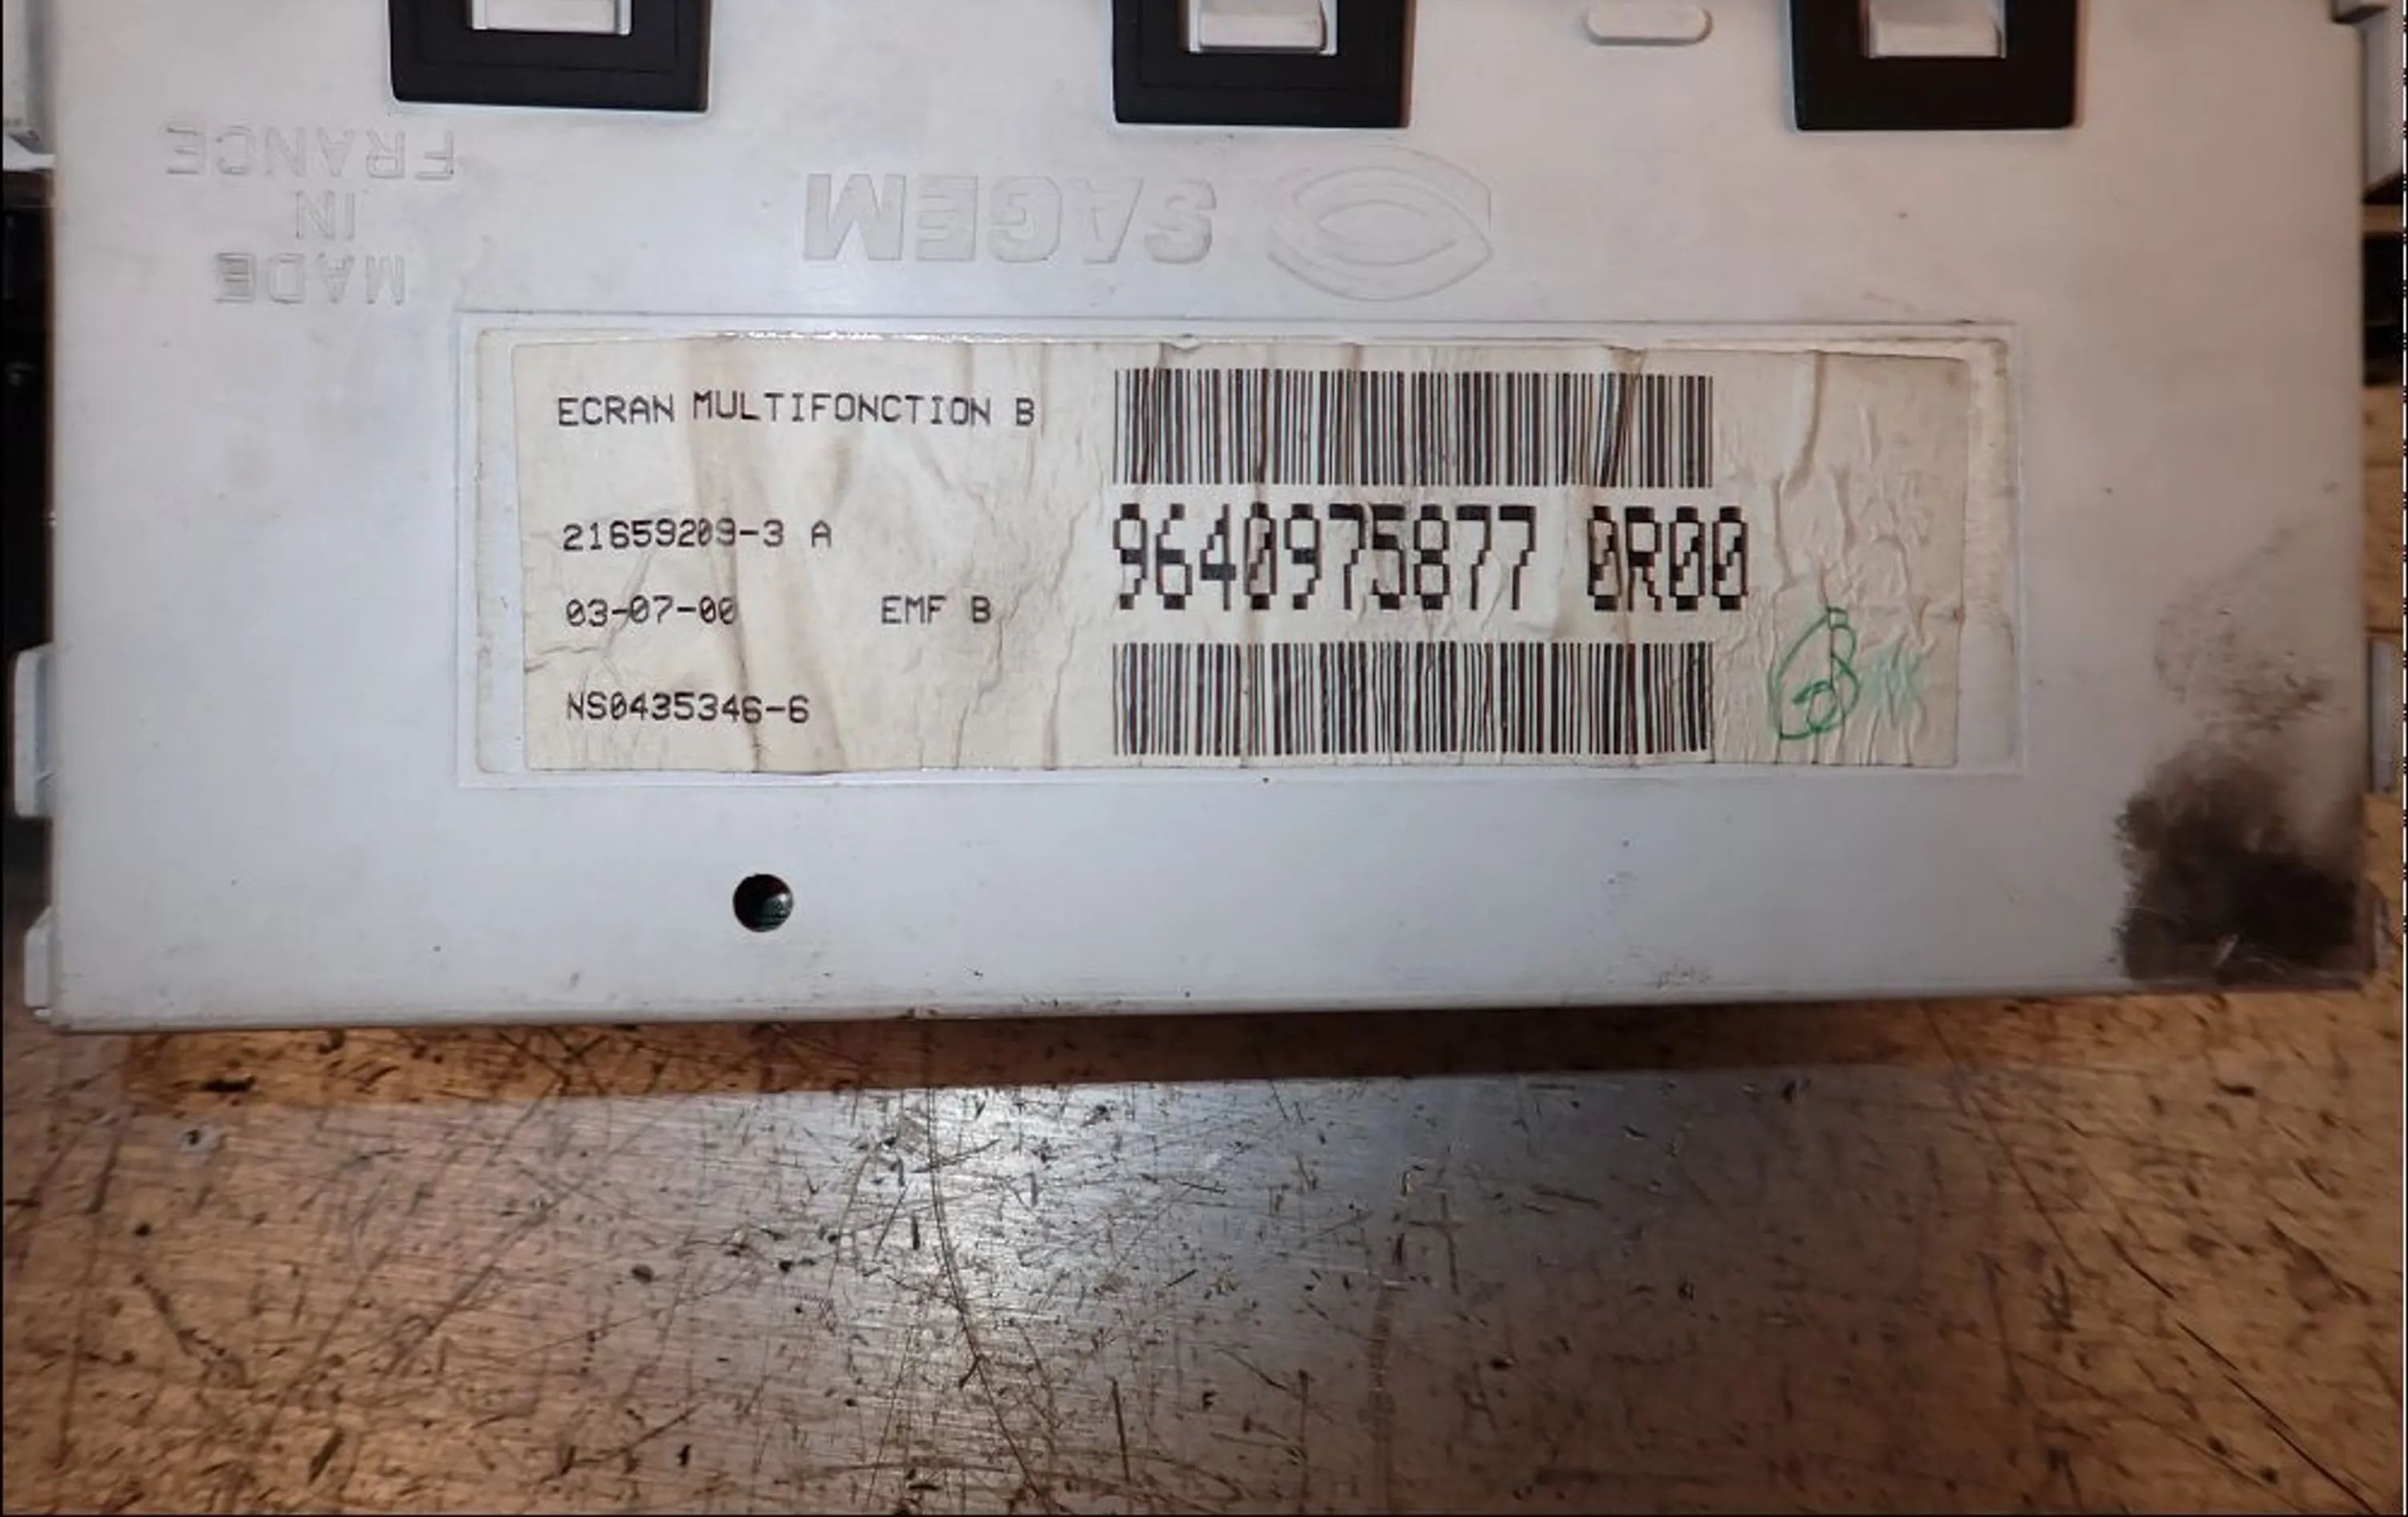 MADE
IN
FRANCE
SAGEM
ECRAN MULTIFONCTION B
21659209-3 A
03-07-00 EMF B
NS0435346-6
9640975877 0R00